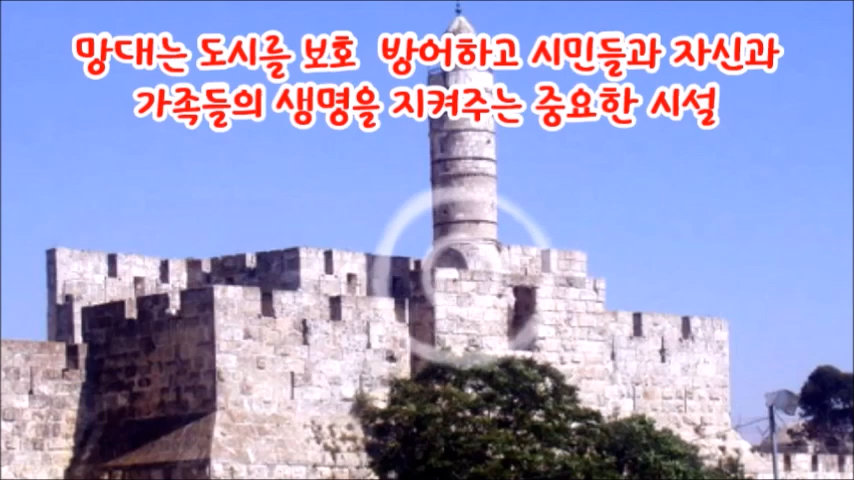 망대는 도시를 보호 방어하고 시민들과 자신과
가족들의 생명을 지켜주는 중요한 시설